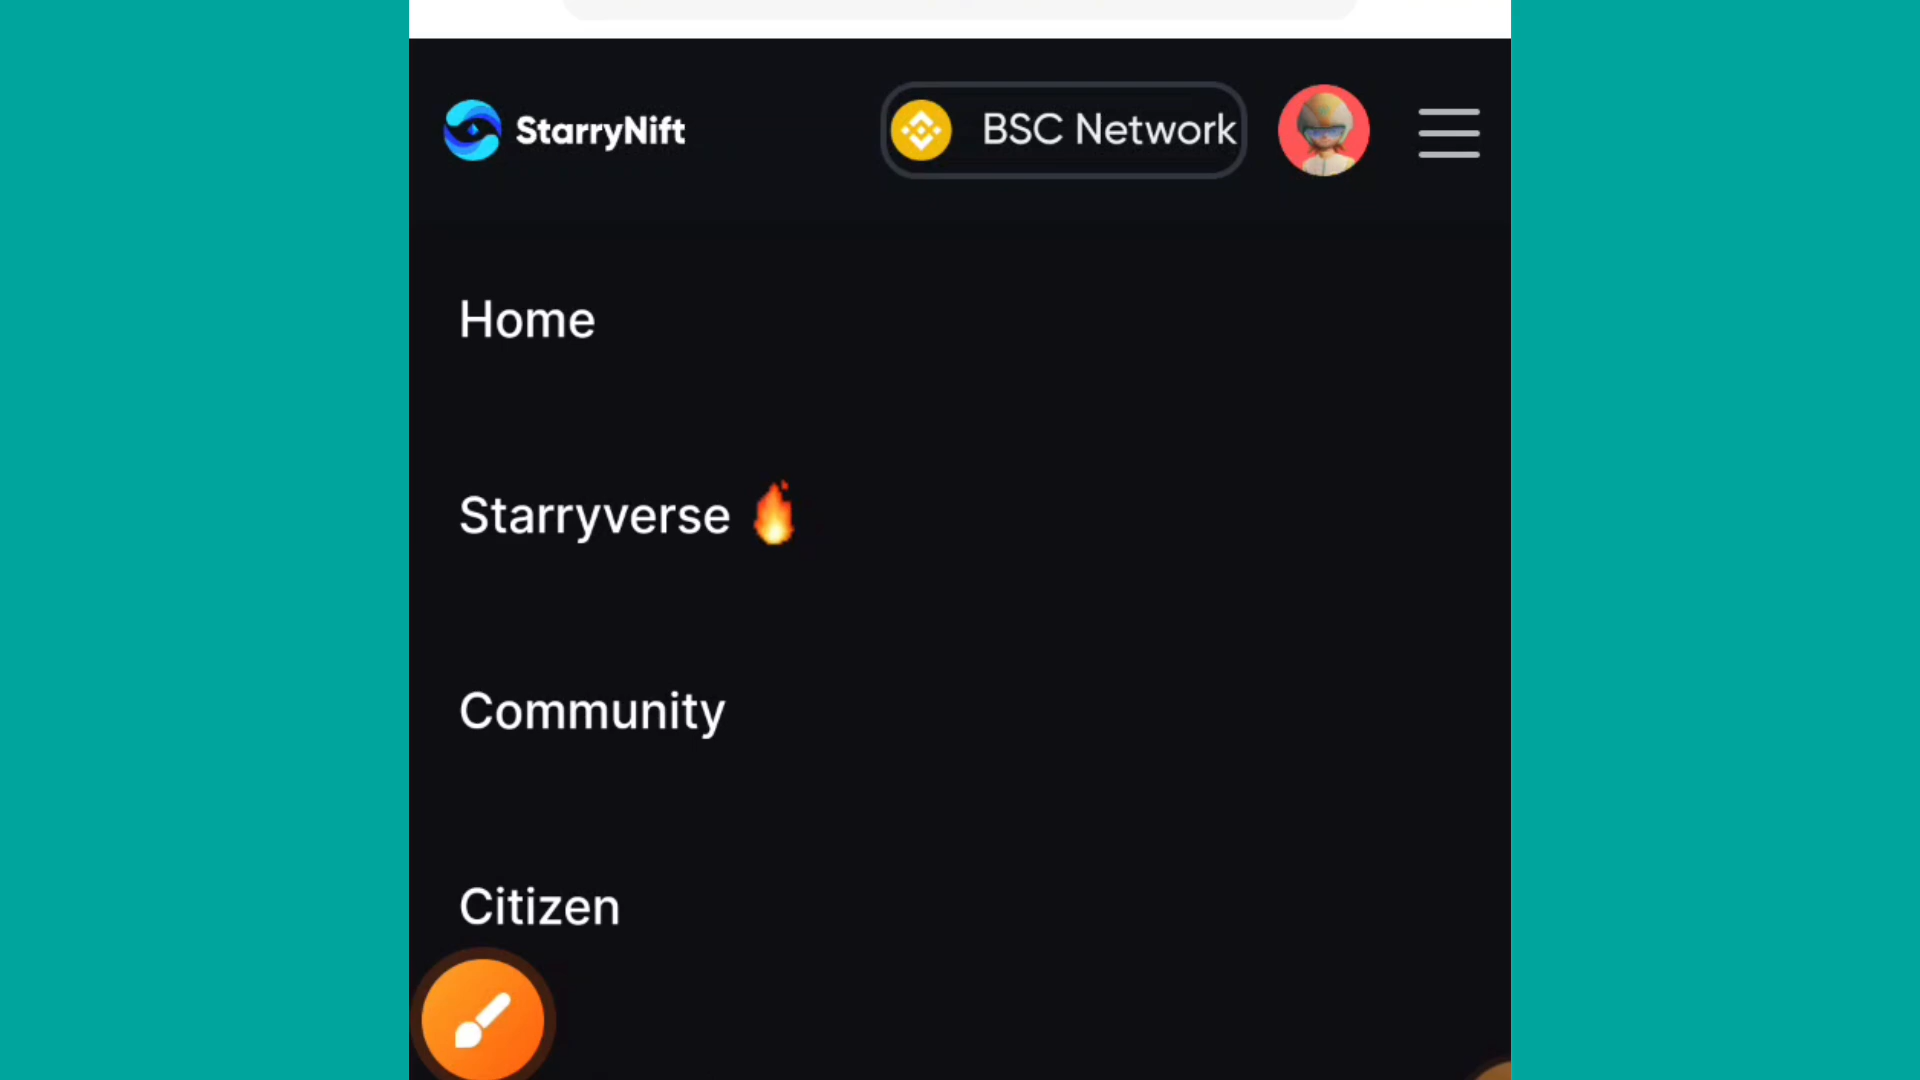 StarryNift
BSC Network
Home
Starryverse 🔥
Community
Citizen